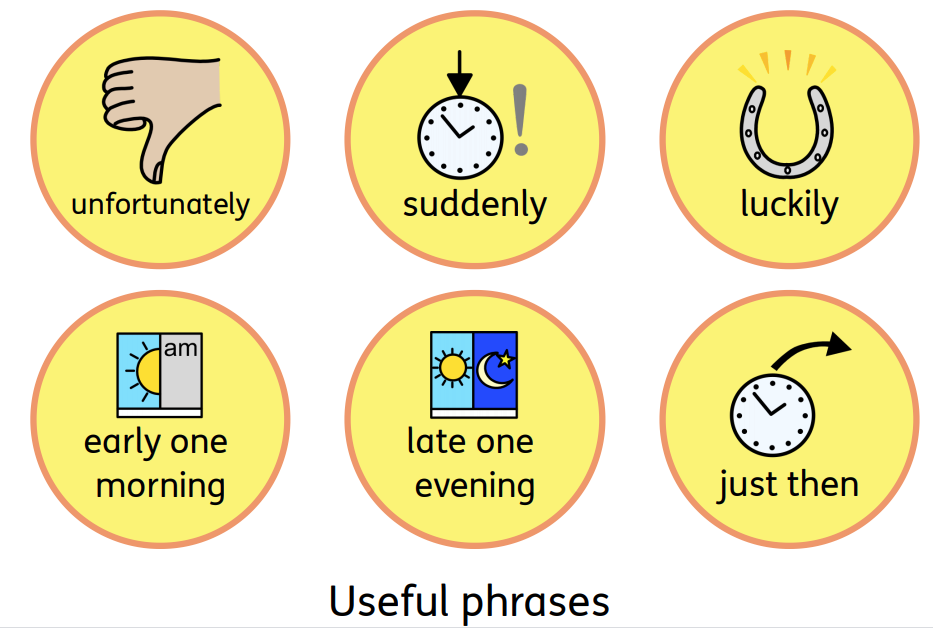 unfortunately
suddenly
luckily
am
early one
morning
late one
evening
just then
Useful phrases